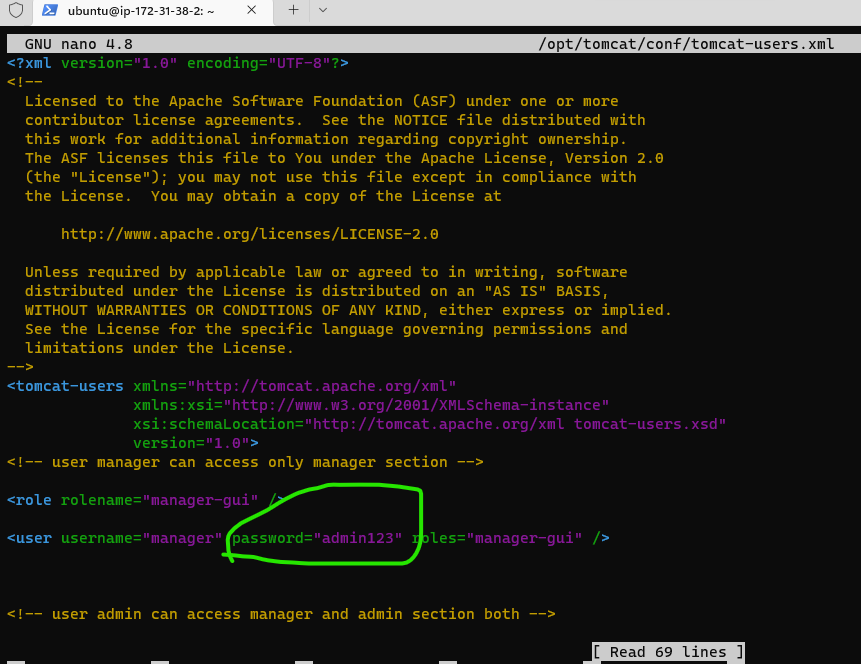 ubuntu@ip-172-31-38-2: ~
GNU nano 4.8 /opt/tomcat/conf/tomcat-users.xml
<?xml version="1.0" encoding="UTF-8"?>
<!--
  Licensed to the Apache Software Foundation (ASF) under one or more
  contributor license agreements.  See the NOTICE file distributed with
  this work for additional information regarding copyright ownership.
  The ASF licenses this file to You under the Apache License, Version 2.0
  (the "License"); you may not use this file except in compliance with
  the License.  You may obtain a copy of the License at
      http://www.apache.org/licenses/LICENSE-2.0
  Unless required by applicable law or agreed to in writing, software
  distributed under the License is distributed on an "AS IS" BASIS,
  WITHOUT WARRANTIES OR CONDITIONS OF ANY KIND, either express or implied.
  See the License for the specific language governing permissions and
  limitations under the License.
-->
<tomcat-users xmlns="http://tomcat.apache.org/xml"
              xmlns:xsi="http://www.w3.org/2001/XMLSchema-instance"
              xsi:schemaLocation="http://tomcat.apache.org/xml tomcat-users.xsd"
              version="1.0">
<!-- user manager can access only manager section -->
<role rolename="manager-gui" />
<user username="manager" password="admin123" roles="manager-gui" />
<!-- user admin can access manager and admin section both -->
[ Read 69 lines ]